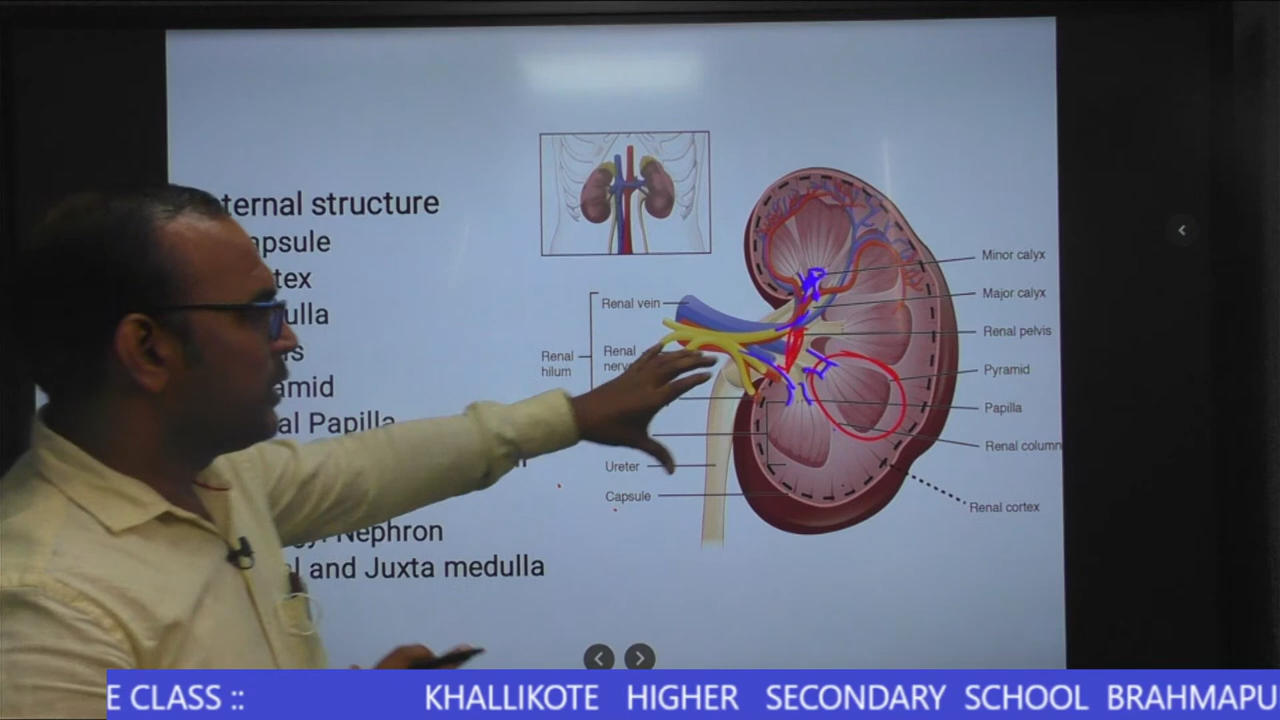 ternal structure
apsule
tex
ulla
s
amid
al Papilla
Nephron
l and Juxta medulla
Renal vein
Renal
hilum
Renal
nerv
Ureter
Capsule
Minor calyx
Major calyx
Renal pelvis
Pyramid
Papilla
Renal column
Renal cortex
E CLASS :: KHALLIKOTE HIGHER SECONDARY SCHOOL BRAHMAPU